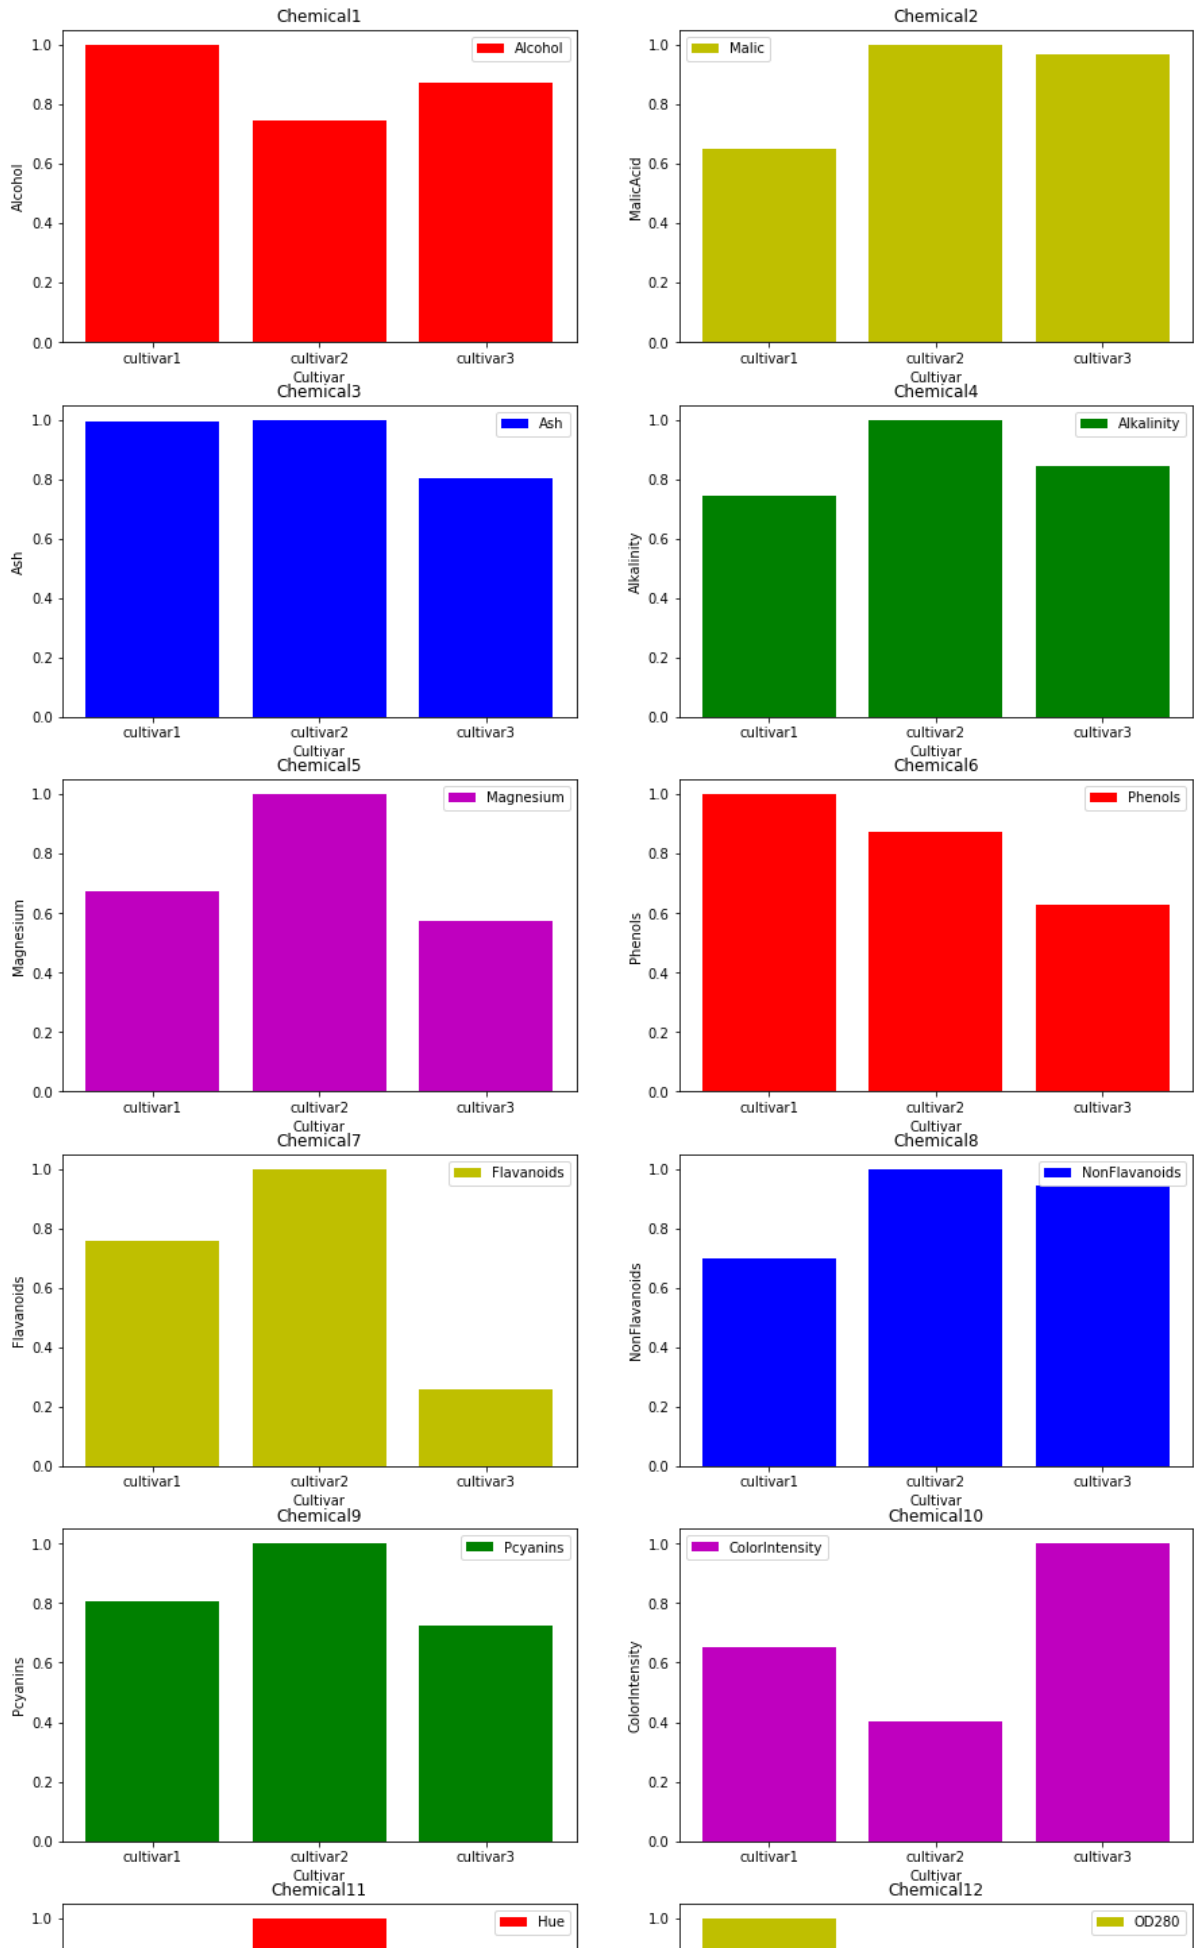 Chemical1
1.0
0.8
0.6
0.4
0.2
0.0
Alcohol
Alcohol
cultivar1 cultivar2 cultivar3
Cultivar
Chemical2
1.0
0.8
0.6
0.4
0.2
0.0
MalicAcid
Malic
cultivar1 cultivar2 cultivar3
Cultivar
Chemical3
1.0
0.8
0.6
0.4
0.2
0.0
Ash
Ash
cultivar1 cultivar2 cultivar3
Cultivar
Chemical4
1.0
0.8
0.6
0.4
0.2
0.0
Alkalinity
Alkalinity
cultivar1 cultivar2 cultivar3
Cultivar
Chemical5
1.0
0.8
0.6
0.4
0.2
0.0
Magnesium
Magnesium
cultivar1 cultivar2 cultivar3
Cultivar
Chemical6
1.0
0.8
0.6
0.4
0.2
0.0
Phenols
Phenols
cultivar1 cultivar2 cultivar3
Cultivar
Chemical7
1.0
0.8
0.6
0.4
0.2
0.0
Flavanoids
Flavanoids
cultivar1 cultivar2 cultivar3
Cultivar
Chemical8
1.0
0.8
0.6
0.4
0.2
0.0
NonFlavanoids
NonFlavanoids
cultivar1 cultivar2 cultivar3
Cultivar
Chemical9
1.0
0.8
0.6
0.4
0.2
0.0
Pcyanins
Pcyanins
cultivar1 cultivar2 cultivar3
Cultivar
Chemical10
1.0
0.8
0.6
0.4
0.2
0.0
ColorIntensity
ColorIntensity
cultivar1 cultivar2 cultivar3
Cultivar
Chemical11
1.0
Hue
Chemical12
1.0
OD280